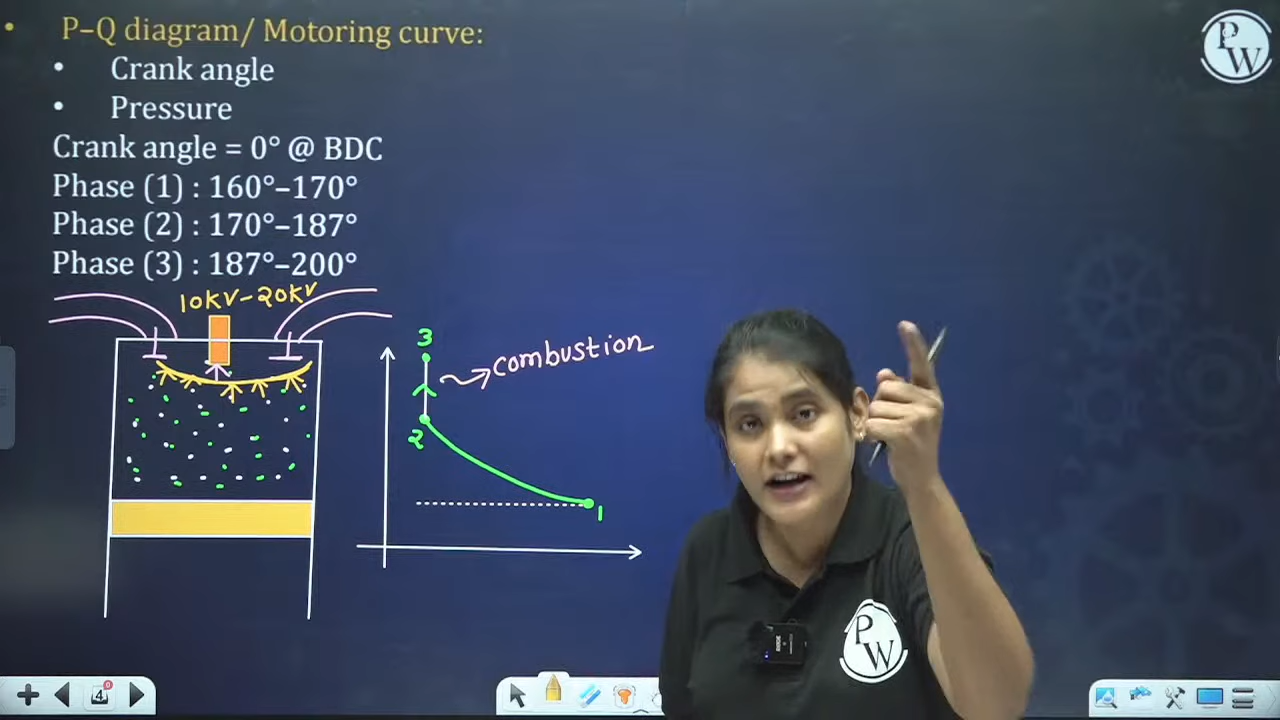 P–Q diagram/ Motoring curve:
Crank angle
Pressure
Crank angle = 0° @ BDC
Phase (1) : 160°–170°
Phase (2) : 170°–187°
Phase (3) : 187°–200°
10KV-20KV
3
combustion
2
1
PW
PW
4